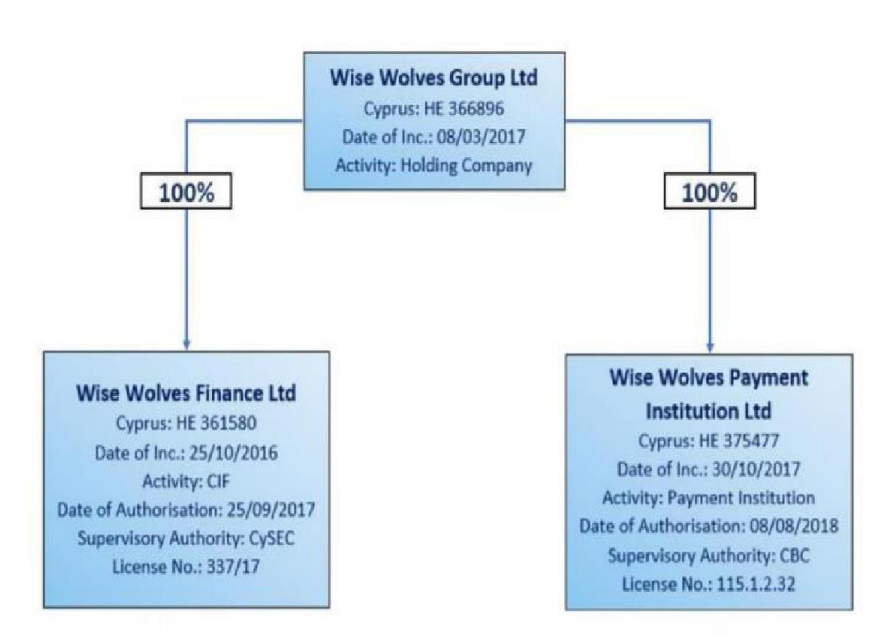 Wise Wolves Group Ltd
Cyprus: HE 366896
Date of Inc.: 08/03/2017
Activity: Holding Company
100%
100%
Wise Wolves Finance Ltd
Cyprus: HE 361580
Date of Inc.: 25/10/2016
Activity: CIF
Date of Authorisation: 25/09/2017
Supervisory Authority: CySEC
License No.: 337/17
Wise Wolves Payment
Institution Ltd
Cyprus: HE 375477
Date of Inc.: 30/10/2017
Activity: Payment Institution
Date of Authorisation: 08/08/2018
Supervisory Authority: CBC
License No.: 115.1.2.32